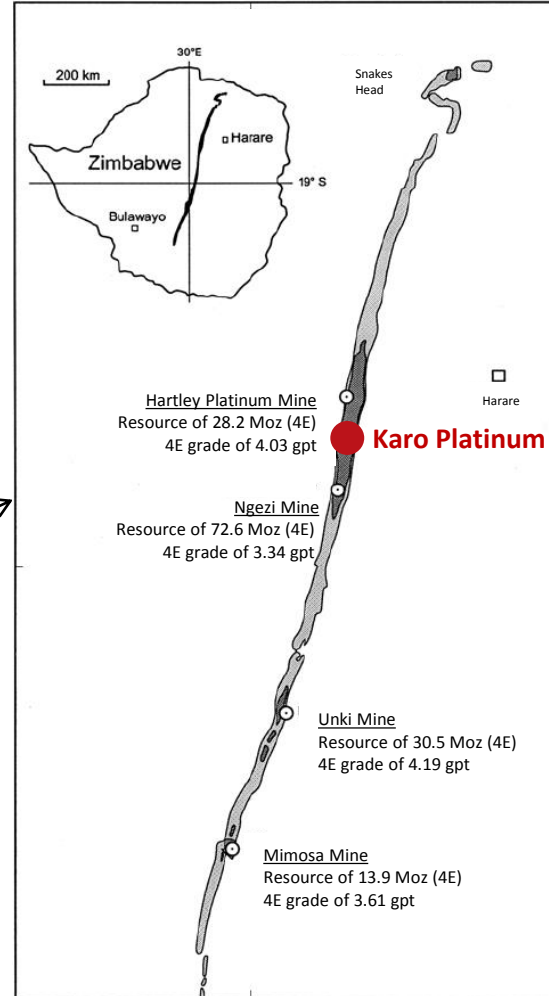 30°E
200 km
Harare
Zimbabwe
19° S
Bulawayo
Snakes
Head
Harare
Hartley Platinum Mine
Resource of 28.2 Moz (4E)
4E grade of 4.03 gpt
Karo Platinum
Ngezi Mine
Resource of 72.6 Moz (4E)
4E grade of 3.34 gpt
Unki Mine
Resource of 30.5 Moz (4E)
4E grade of 4.19 gpt
Mimosa Mine
Resource of 13.9 Moz (4E)
4E grade of 3.61 gpt